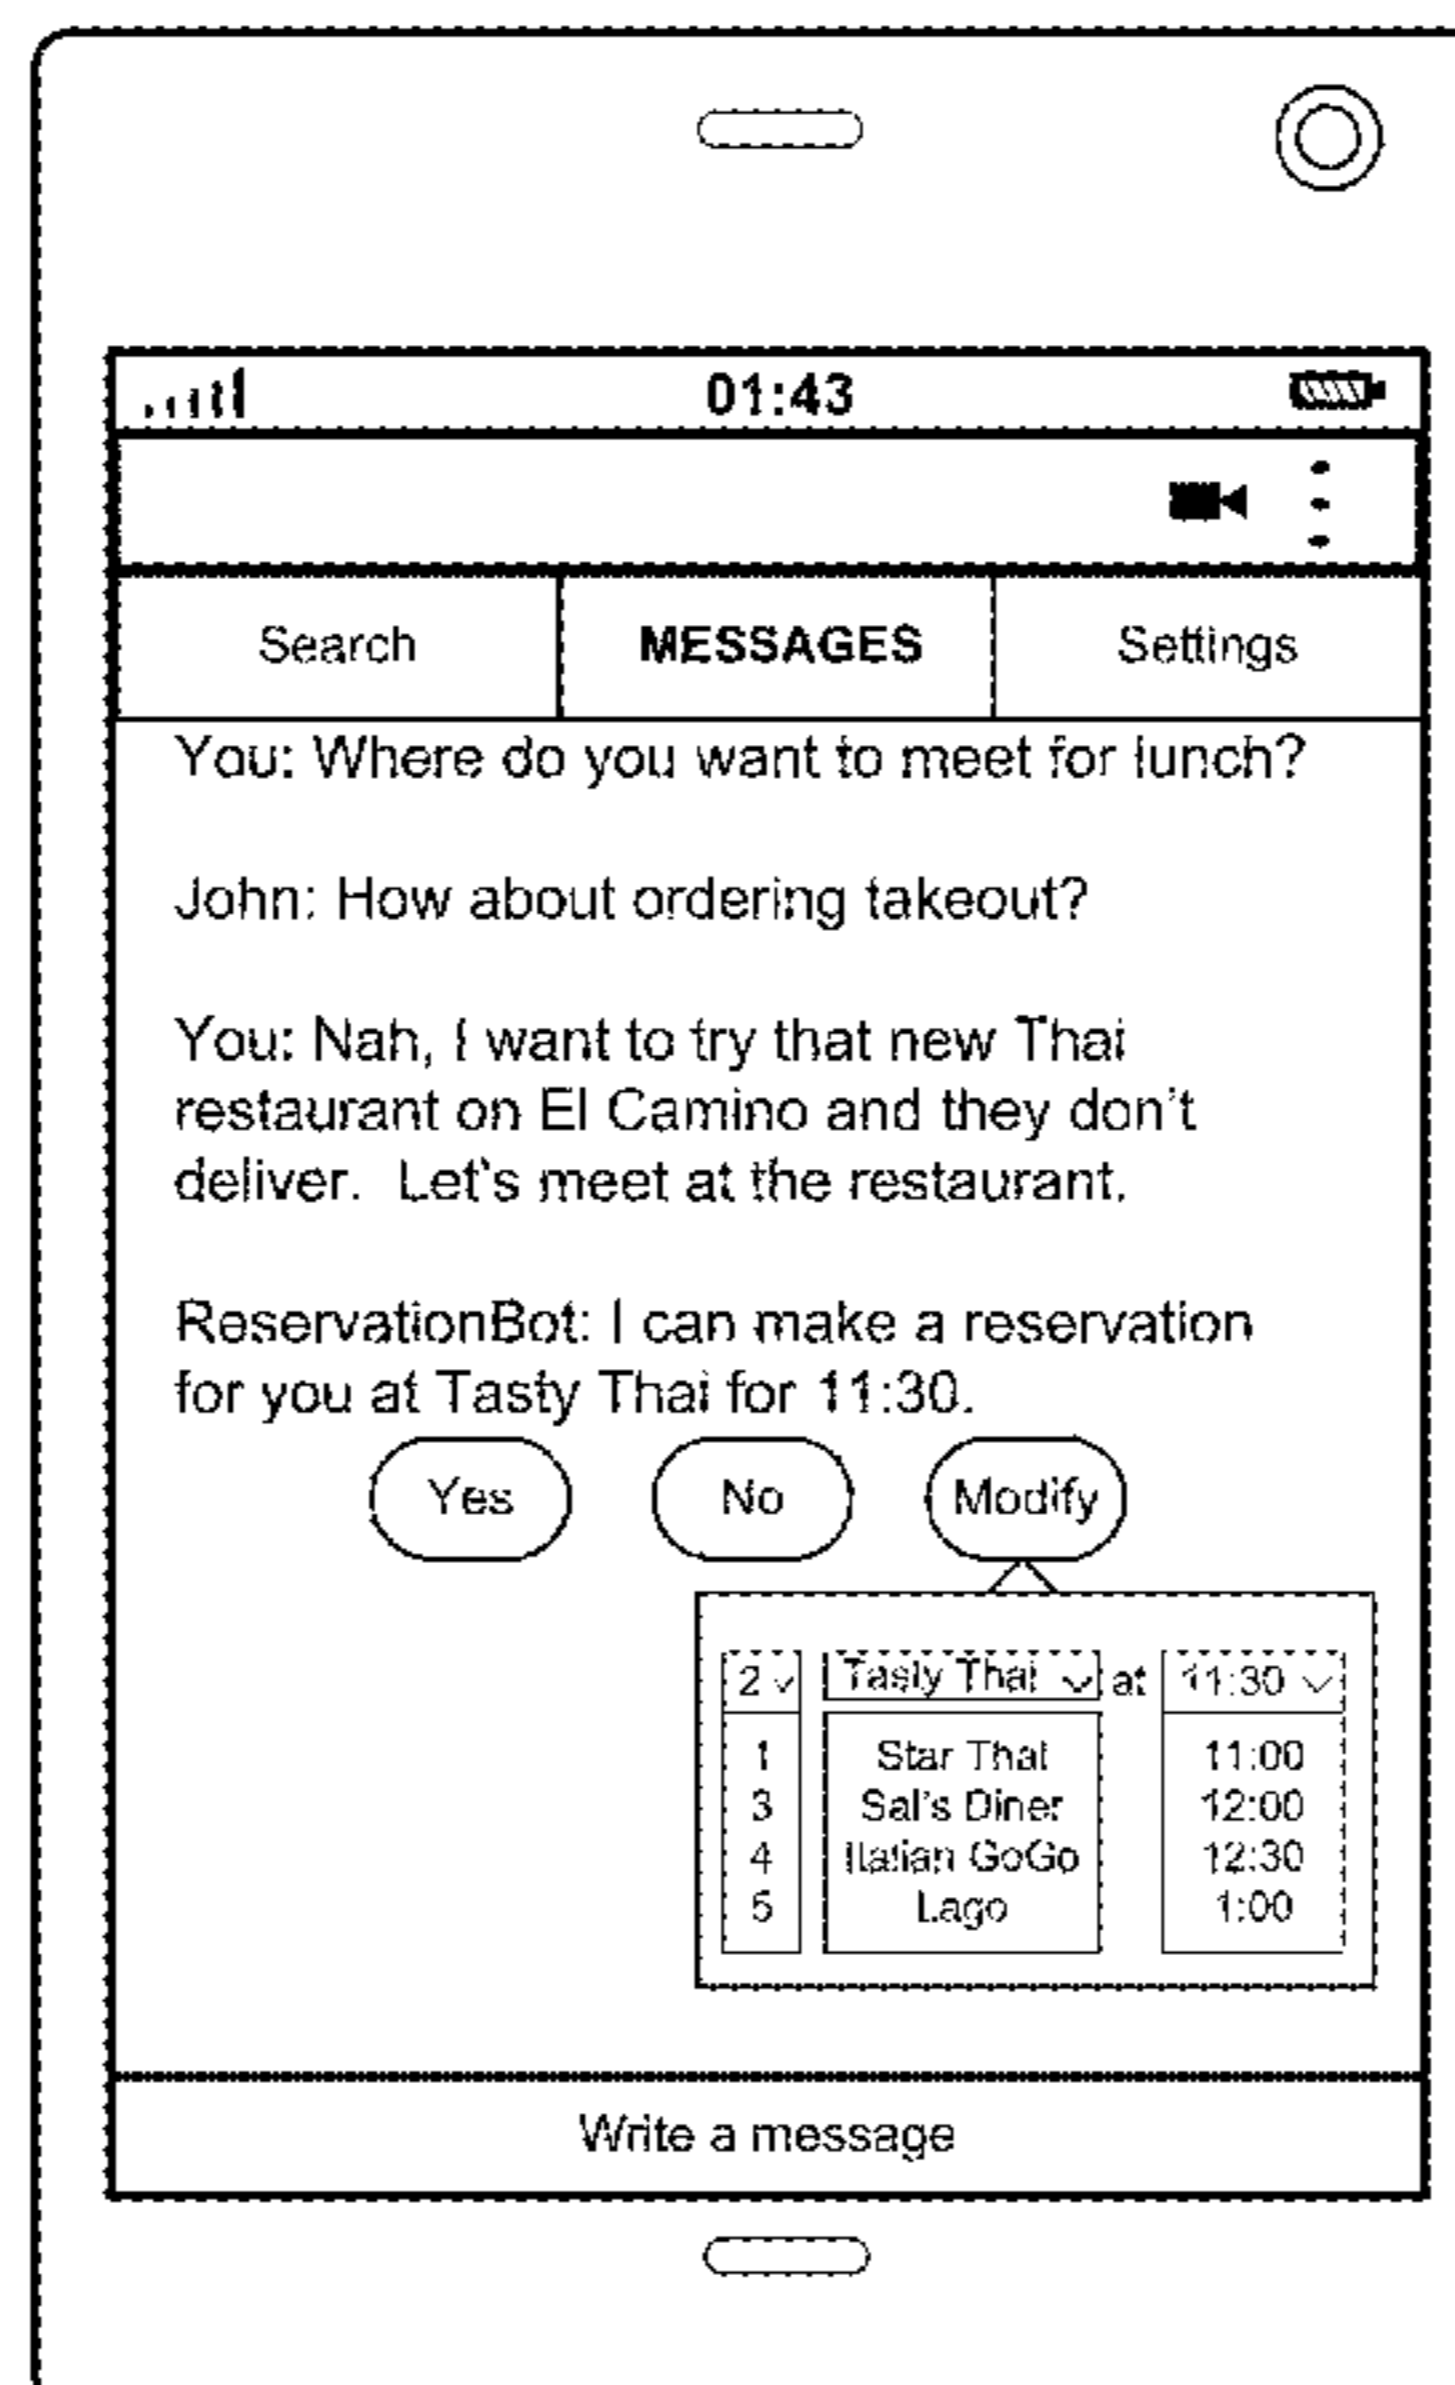 01:43
Search MESSAGES Settings
You: Where do you want to meet for lunch?
John: How about ordering takeout?
You: Nah, I want to try that new Thai
restaurant on El Camino and they don't
deliver.  Let's meet at the restaurant.
ReservationBot: I can make a reservation
for you at Tasty Thai for 11:30.
Yes No Modify
2 Tasty Thai at 11:30
1 Star Thai 11:00
3 Sal's Diner 12:00
4 Italian GoGo 12:30
5 Lago 1:00
Write a message